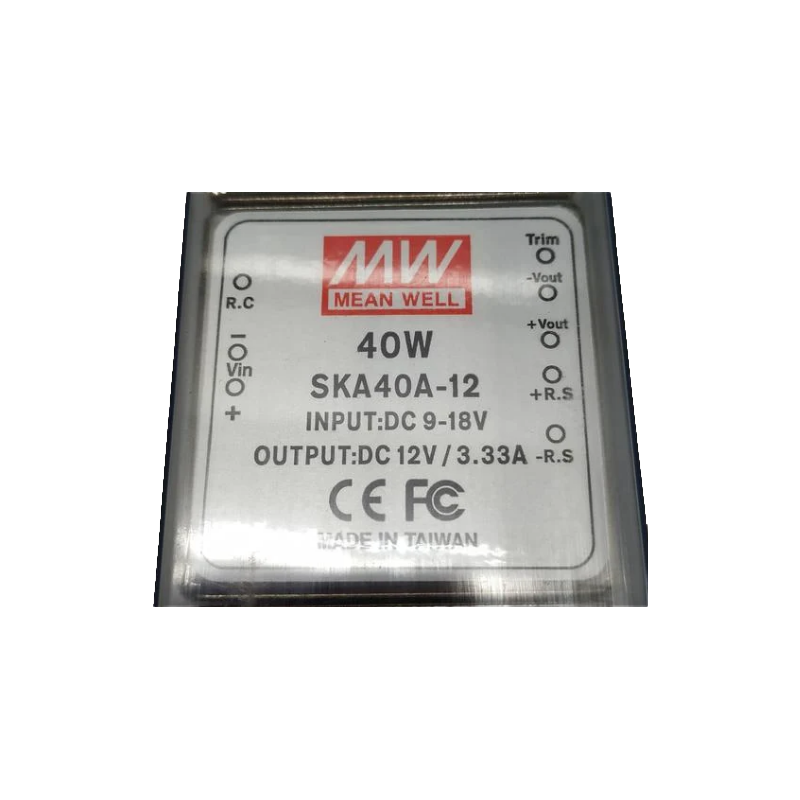 MW
MEAN WELL
40W
SKA40A-12
INPUT:DC 9-18V
OUTPUT:DC 12V / 3.33A
CE FC
MADE IN TAIWAN
R.C
−
Vin
+
Trim
-Vout
+Vout
+R.S
-R.S